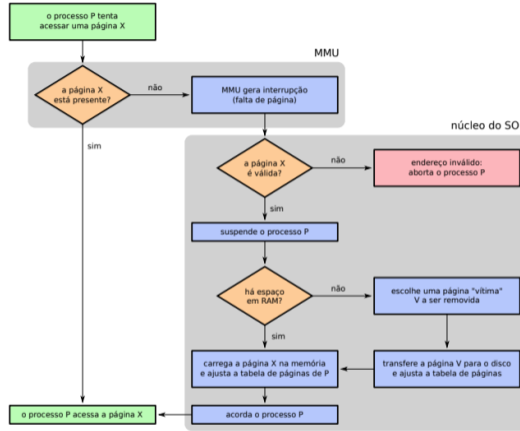 o processo P tenta
acessar uma página X
MMU
a página X
está presente?
não
MMU gera interrupção
(falta de página)
sim
núcleo do SO
a página X
é válida?
não
endereço inválido:
aborta o processo P
sim
suspende o processo P
há espaço
em RAM?
não
escolhe uma página "vítima"
V a ser removida
sim
carrega a página X na memória
e ajusta a tabela de páginas de P
transfere a página V para o disco
e ajusta a tabela de páginas
o processo P acessa a página X
acorda o processo P